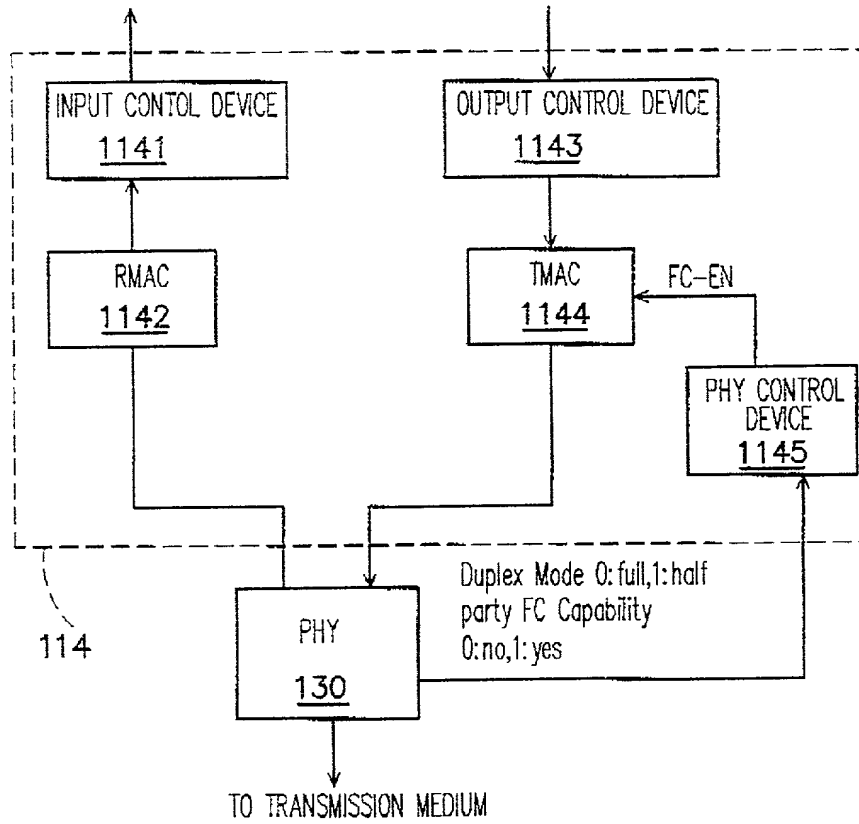 INPUT CONTOL DEVICE
1141
OUTPUT CONTROL DEVICE
1143
RMAC
1142
TMAC
1144
FC-EN
PHY CONTROL
DEVICE
1145
114
PHY
130
Duplex Mode 0:full,1:half
party FC Capability
0:no,1:yes
TO TRANSMISSION MEDIUM